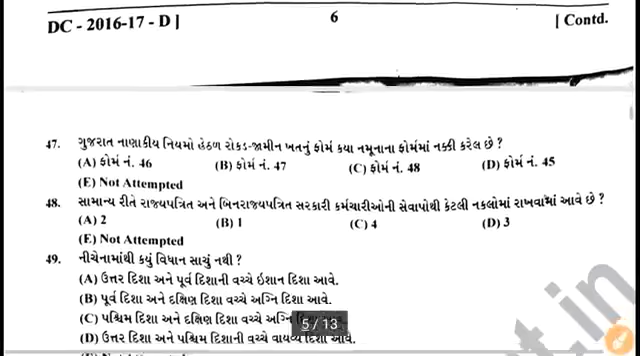 DC - 2016-17 - D ]
6
[ Contd.
47. ગુજરાત નાણાકીય નિયમો હેઠળ રોકડ-જામીન ખતનું ફોર્મ કયા નમૂનાના ફોર્મમાં નક્કી કરેલ છે ?
(A) ફોર્મ નં. 46 (B) ફોર્મ નં. 47 (C) ફોર્મ નં. 48 (D) ફોર્મ નં. 45
(E) Not Attempted
48. સામાન્ય રીતે રાજ્યપત્રિત અને બિનરાજ્યપત્રિત સરકારી કર્મચારીઓની સેવાપોથી કેટલી નકલોમાં રાખવામાં આવે છે ?
(A) 2 (B) 1 (C) 4 (D) 3
(E) Not Attempted
49. નીચેનામાંથી કયું વિધાન સાચું નથી ?
(A) ઉત્તર દિશા અને પૂર્વ દિશાની વચ્ચે ઇશાન દિશા આવે.
(B) પૂર્વ દિશા અને દક્ષિણ દિશા વચ્ચે અગ્નિ દિશા આવે.
(C) પશ્ચિમ દિશા અને દક્ષિણ દિશા વચ્ચે અગ્નિ
5 / 13
(D) ઉત્તર દિશા અને પશ્ચિમ દિશાની વચ્ચે વાયવ્ય દિશા આવે.